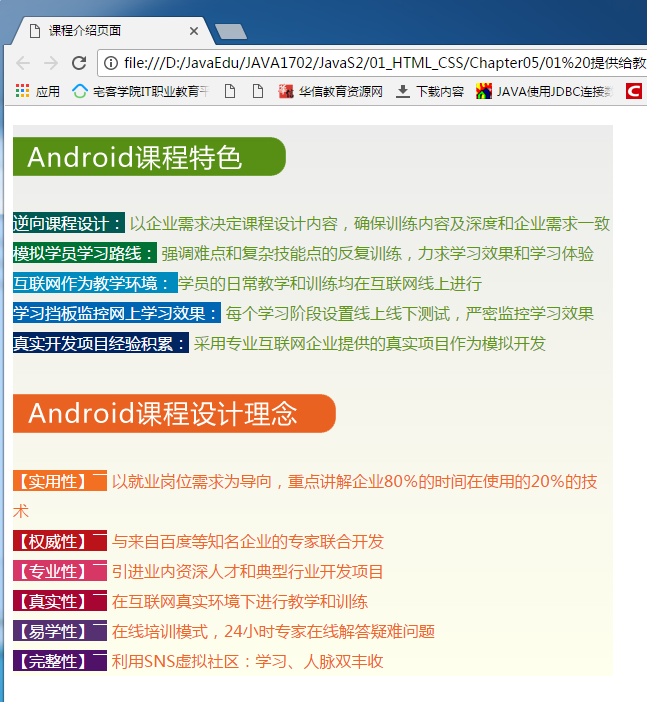 课程介绍页面
file:///D:/JavaEdu/JAVA1702/JavaS2/01_HTML_CSS/Chapter05/01%20提供给教
应用 宅客学院IT职业教育 华信教育资源网 下载内容 JAVA使用JDBC连接
Android课程特色
逆向课程设计： 以企业需求决定课程设计内容，确保训练内容及深度和企业需求一致
模拟学员学习路线： 强调难点和复杂技能点的反复训练，力求学习效果和学习体验
互联网作为教学环境： 学员的日常教学和训练均在互联网线上进行
学习挡板监控网上学习效果： 每个学习阶段设置线上线下测试，严密监控学习效果
真实开发项目经验积累： 采用专业互联网企业提供的真实项目作为模拟开发
Android课程设计理念
【实用性】— 以就业岗位需求为导向，重点讲解企业80%的时间在使用的20%的技
术
【权威性】— 与来自百度等知名企业的专家联合开发
【专业性】— 引进业内资深人才和典型行业开发项目
【真实性】— 在互联网真实环境下进行教学和训练
【易学性】— 在线培训模式，24小时专家在线解答疑难问题
【完整性】— 利用SNS虚拟社区：学习、人脉双丰收